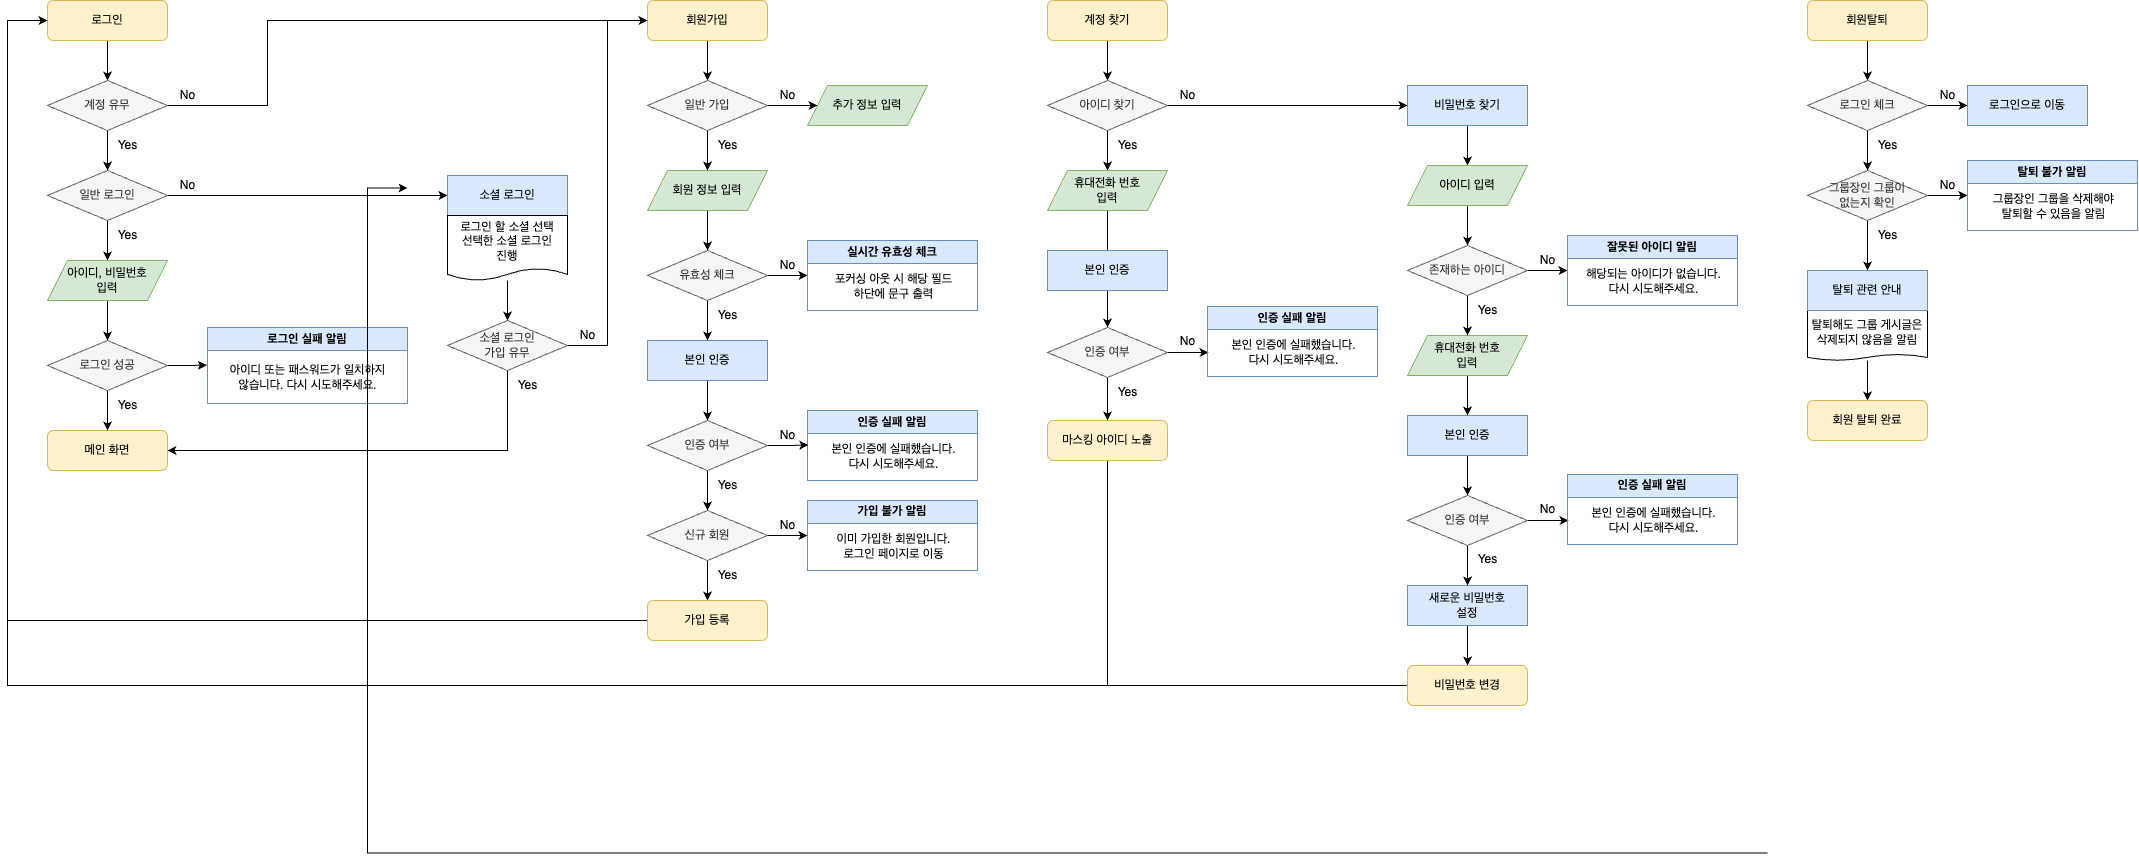 로그인
계정 유무
No
Yes
일반 로그인
No
Yes
아이디, 비밀번호
입력
로그인 성공
Yes
로그인 실패 알림
아이디 또는 패스워드가 일치하지
않습니다. 다시 시도해주세요.
메인 화면
소셜 로그인
로그인 할 소셜 선택
선택한 소셜 로그인
진행
소셜 로그인
가입 유무
No
Yes
회원가입
일반 가입
No
추가 정보 입력
Yes
회원 정보 입력
유효성 체크
No
실시간 유효성 체크
포커싱 아웃 시 해당 필드
하단에 문구 출력
Yes
본인 인증
인증 여부
No
인증 실패 알림
본인 인증에 실패했습니다.
다시 시도해주세요.
Yes
신규 회원
No
가입 불가 알림
이미 가입한 회원입니다.
로그인 페이지로 이동
Yes
가입 등록
계정 찾기
아이디 찾기
No
Yes
휴대전화 번호
입력
본인 인증
인증 여부
No
인증 실패 알림
본인 인증에 실패했습니다.
다시 시도해주세요.
Yes
마스킹 아이디 노출
비밀번호 찾기
아이디 입력
존재하는 아이디
No
잘못된 아이디 알림
해당되는 아이디가 없습니다.
다시 시도해주세요.
Yes
휴대전화 번호
입력
본인 인증
인증 여부
No
인증 실패 알림
본인 인증에 실패했습니다.
다시 시도해주세요.
Yes
새로운 비밀번호
설정
비밀번호 변경
회원탈퇴
로그인 체크
No
로그인으로 이동
Yes
그룹장인 그룹이
없는지 확인
No
탈퇴 불가 알림
그룹장인 그룹을 삭제해야
탈퇴할 수 있음을 알림
Yes
탈퇴 관련 안내
탈퇴해도 그룹 게시글은
삭제되지 않음을 알림
회원 탈퇴 완료